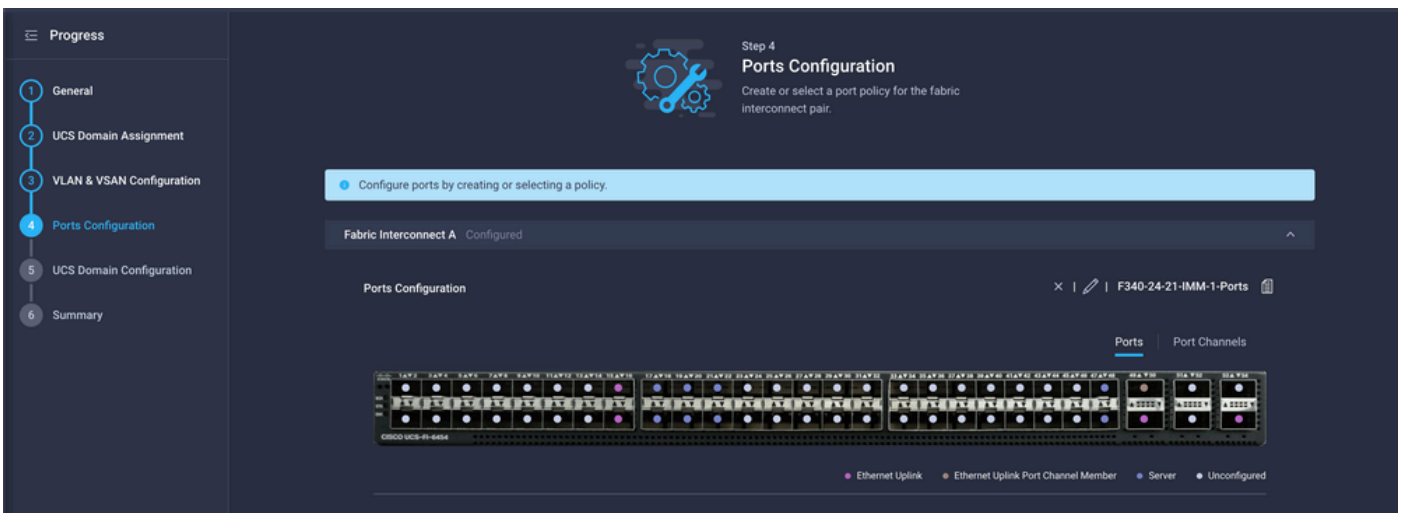 Progress
1 General
2 UCS Domain Assignment
3 VLAN & VSAN Configuration
4 Ports Configuration
5 UCS Domain Configuration
6 Summary
Step 4
Ports Configuration
Create or select a port policy for the fabric
interconnect pair.
Configure ports by creating or selecting a policy.
Fabric Interconnect A Configured
Ports Configuration
F340-24-21-IMM-1-Ports
Ports Port Channels
CISCO UCS-FI-6454
Ethernet Uplink Ethernet Uplink Port Channel Member Server Unconfigured